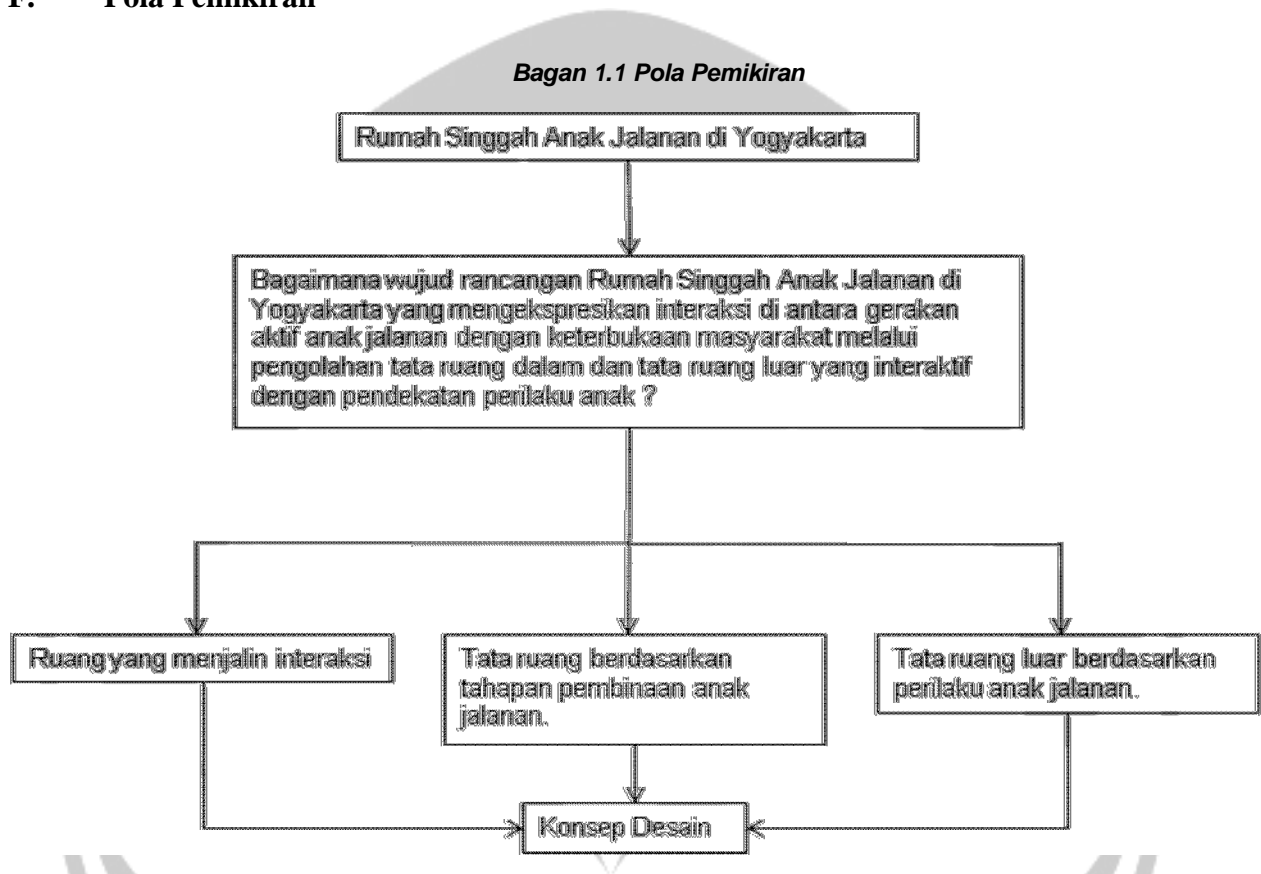 F. Pola Pemikiran
Bagan 1.1 Pola Pemikiran
Rumah Singgah Anak Jalanan di Yogyakarta
Bagaimana wujud rancangan Rumah Singgah Anak Jalanan di
Yogyakarta yang mengekspresikan interaksi di antara gerakan
aktif anak jalanan dengan keterbukaan masyarakat melalui
pengolahan tata ruang dalam dan tata ruang luar yang interaktif
dengan pendekatan perilaku anak ?
Ruang yang menjalin interaksi
Tata ruang berdasarkan
tahapan pembinaan anak
jalanan.
Tata ruang luar berdasarkan
perilaku anak jalanan.
Konsep Desain